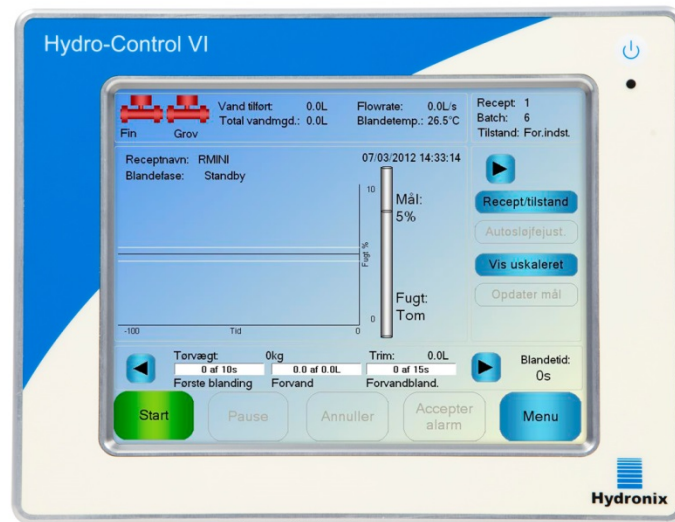 Hydro-Control VI
Vand tilført: 0.0L Flowrate: 0.0L/s Recept: 1
Total vandmgd.: 0.0L Blandetemp.: 26.5°C Batch: 6
Fin Grov Tilstand: For.indst.
Receptnavn: RMINI 07/03/2012 14:33:14
Blandefase: Standby
10 Mål:
5%
Recept/tilstand
Autosløjfejust.
Fugt %
Vis uskaleret
Opdater mål
Fugt:
0 Tom
-100 Tid 0
Tørvægt: 0kg Trim: 0.0L Blandetid:
0 af 10s 0.0 af 0.0L 0 af 15s 0s
Første blanding Forvand Forvandbland.
Start Pause Annuller Accepter alarm Menu
Hydronix